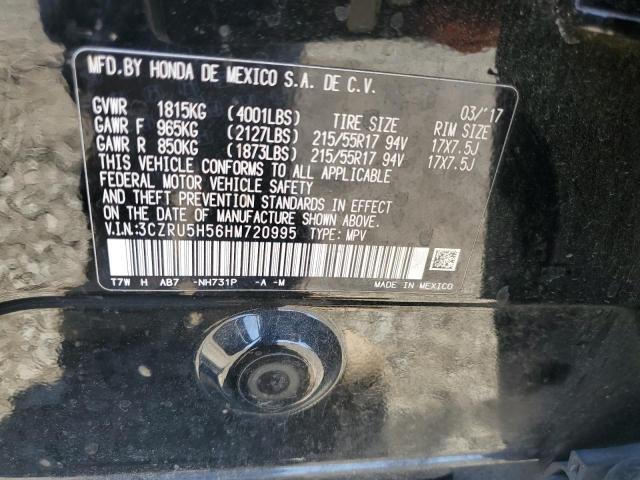 MFD.BY HONDA DE MEXICO S.A. DE C.V.
03/'17
GVWR 1815KG (4001LBS) TIRE SIZE RIM SIZE
GAWR F 965KG (2127LBS) 215/55R17 94V 17X7.5J
GAWR R 850KG (1873LBS) 215/55R17 94V 17X7.5J
THIS VEHICLE CONFORMS TO ALL APPLICABLE
FEDERAL MOTOR VEHICLE SAFETY
AND THEFT PREVENTION STANDARDS IN EFFECT
ON THE DATE OF MANUFACTURE SHOWN ABOVE.
V.I.N.:3CZRU5H56HM720995 TYPE: MPV
T7W H AB7 -NH731P -A -M MADE IN MEXICO